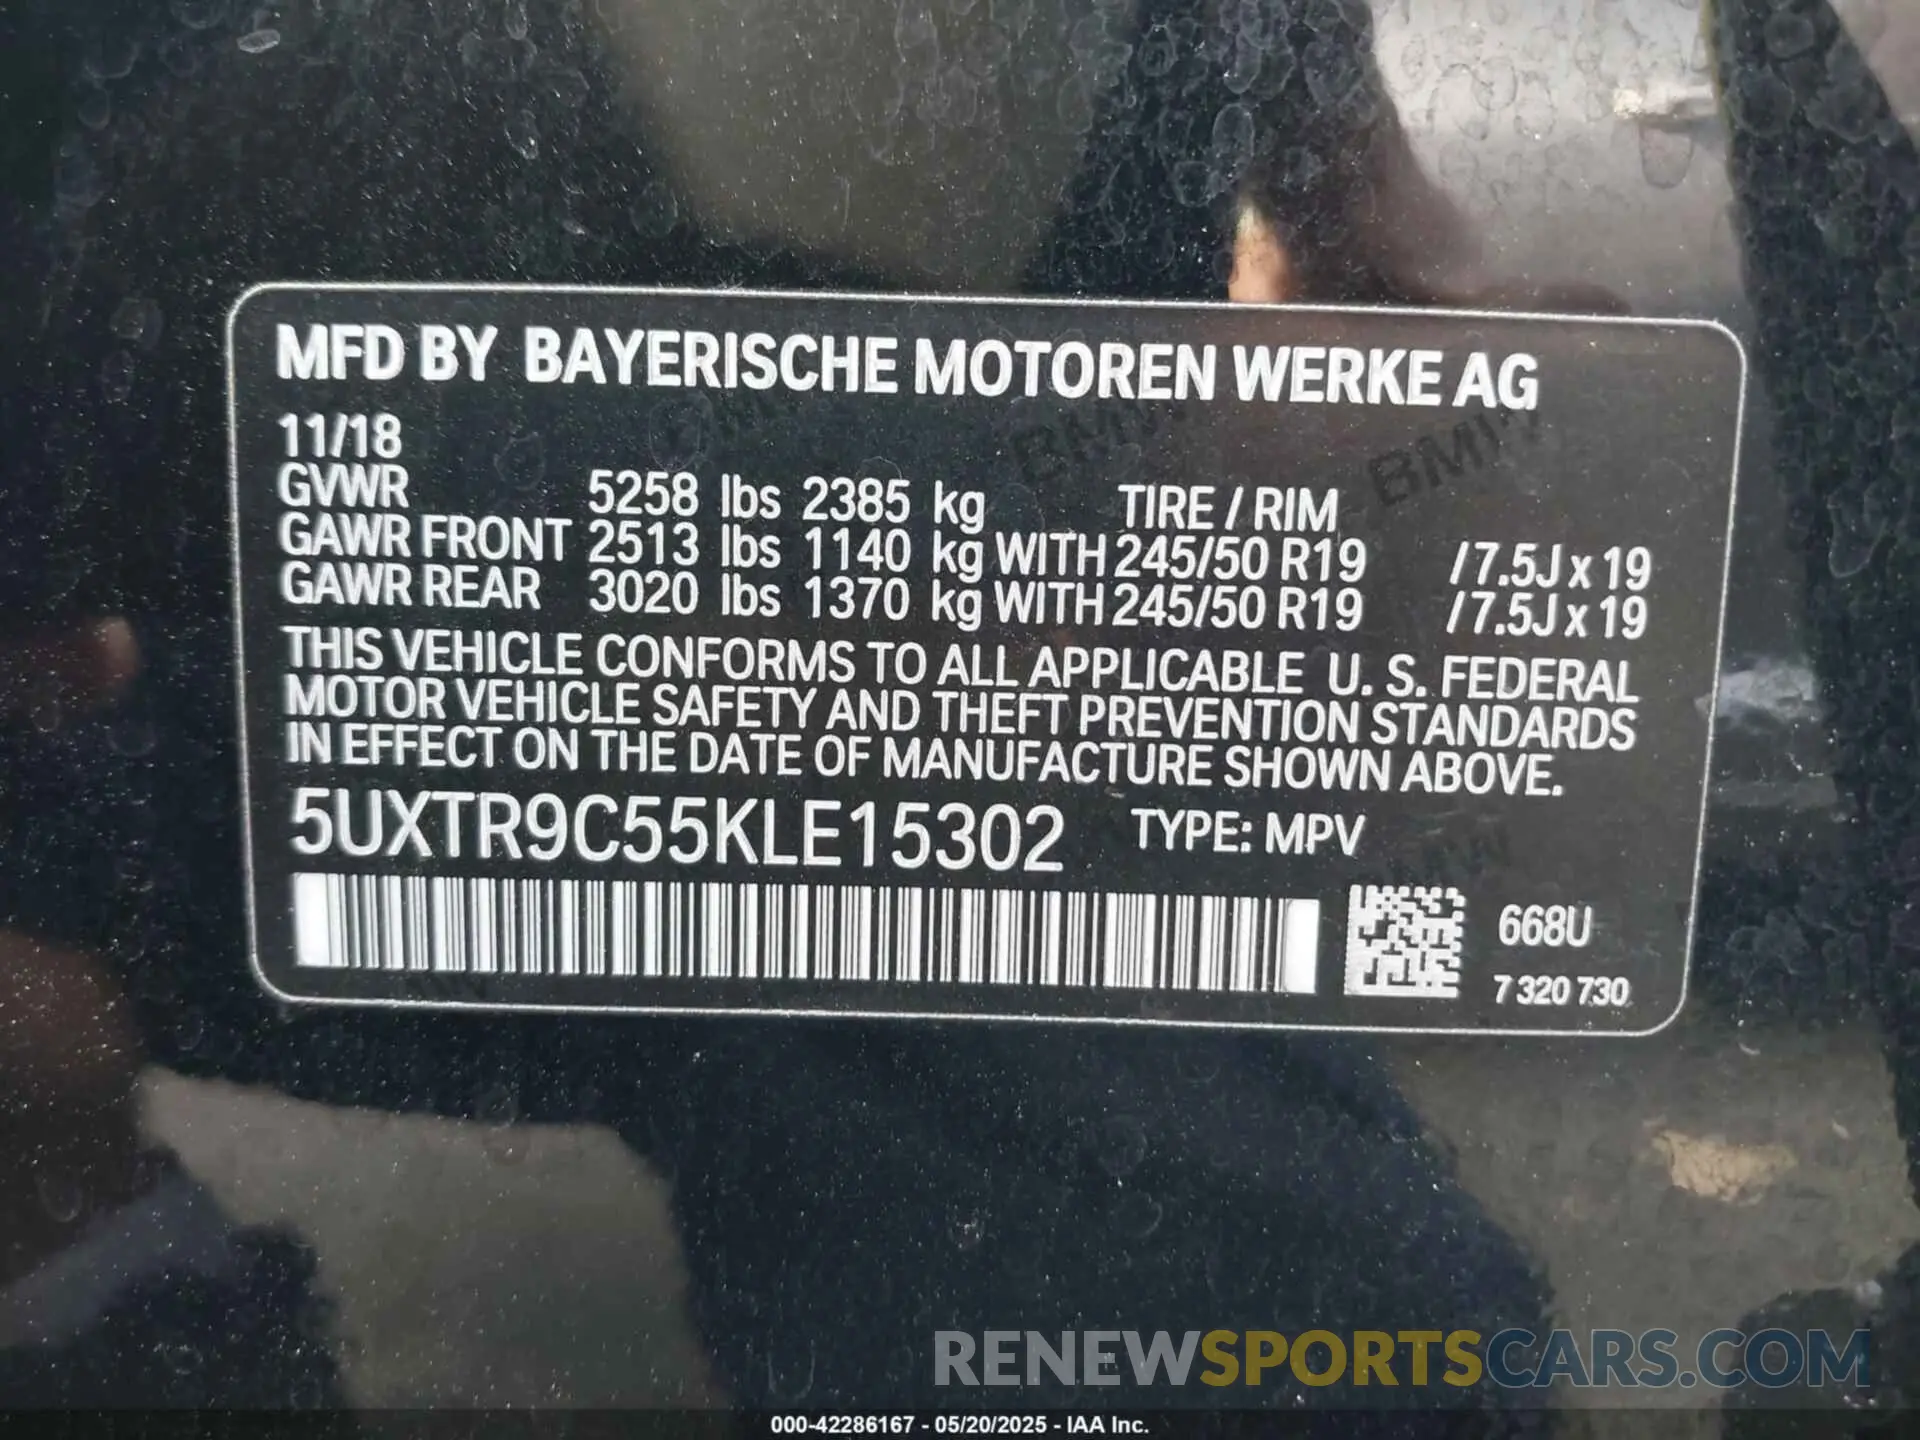 MFD BY BAYERISCHE MOTOREN WERKE AG
11/18
GVWR 5258 lbs 2385 kg TIRE / RIM
GAWR FRONT 2513 lbs 1140 kg WITH 245/50 R19 /7.5J x 19
GAWR REAR 3020 lbs 1370 kg WITH 245/50 R19 /7.5J x 19
THIS VEHICLE CONFORMS TO ALL APPLICABLE U. S. FEDERAL
MOTOR VEHICLE SAFETY AND THEFT PREVENTION STANDARDS
IN EFFECT ON THE DATE OF MANUFACTURE SHOWN ABOVE.
5UXTR9C55KLE15302 TYPE: MPV
668U
7 320 730
RENEWSPORTSCARS.COM
000-42286167 - 05/20/2025 - IAA Inc.